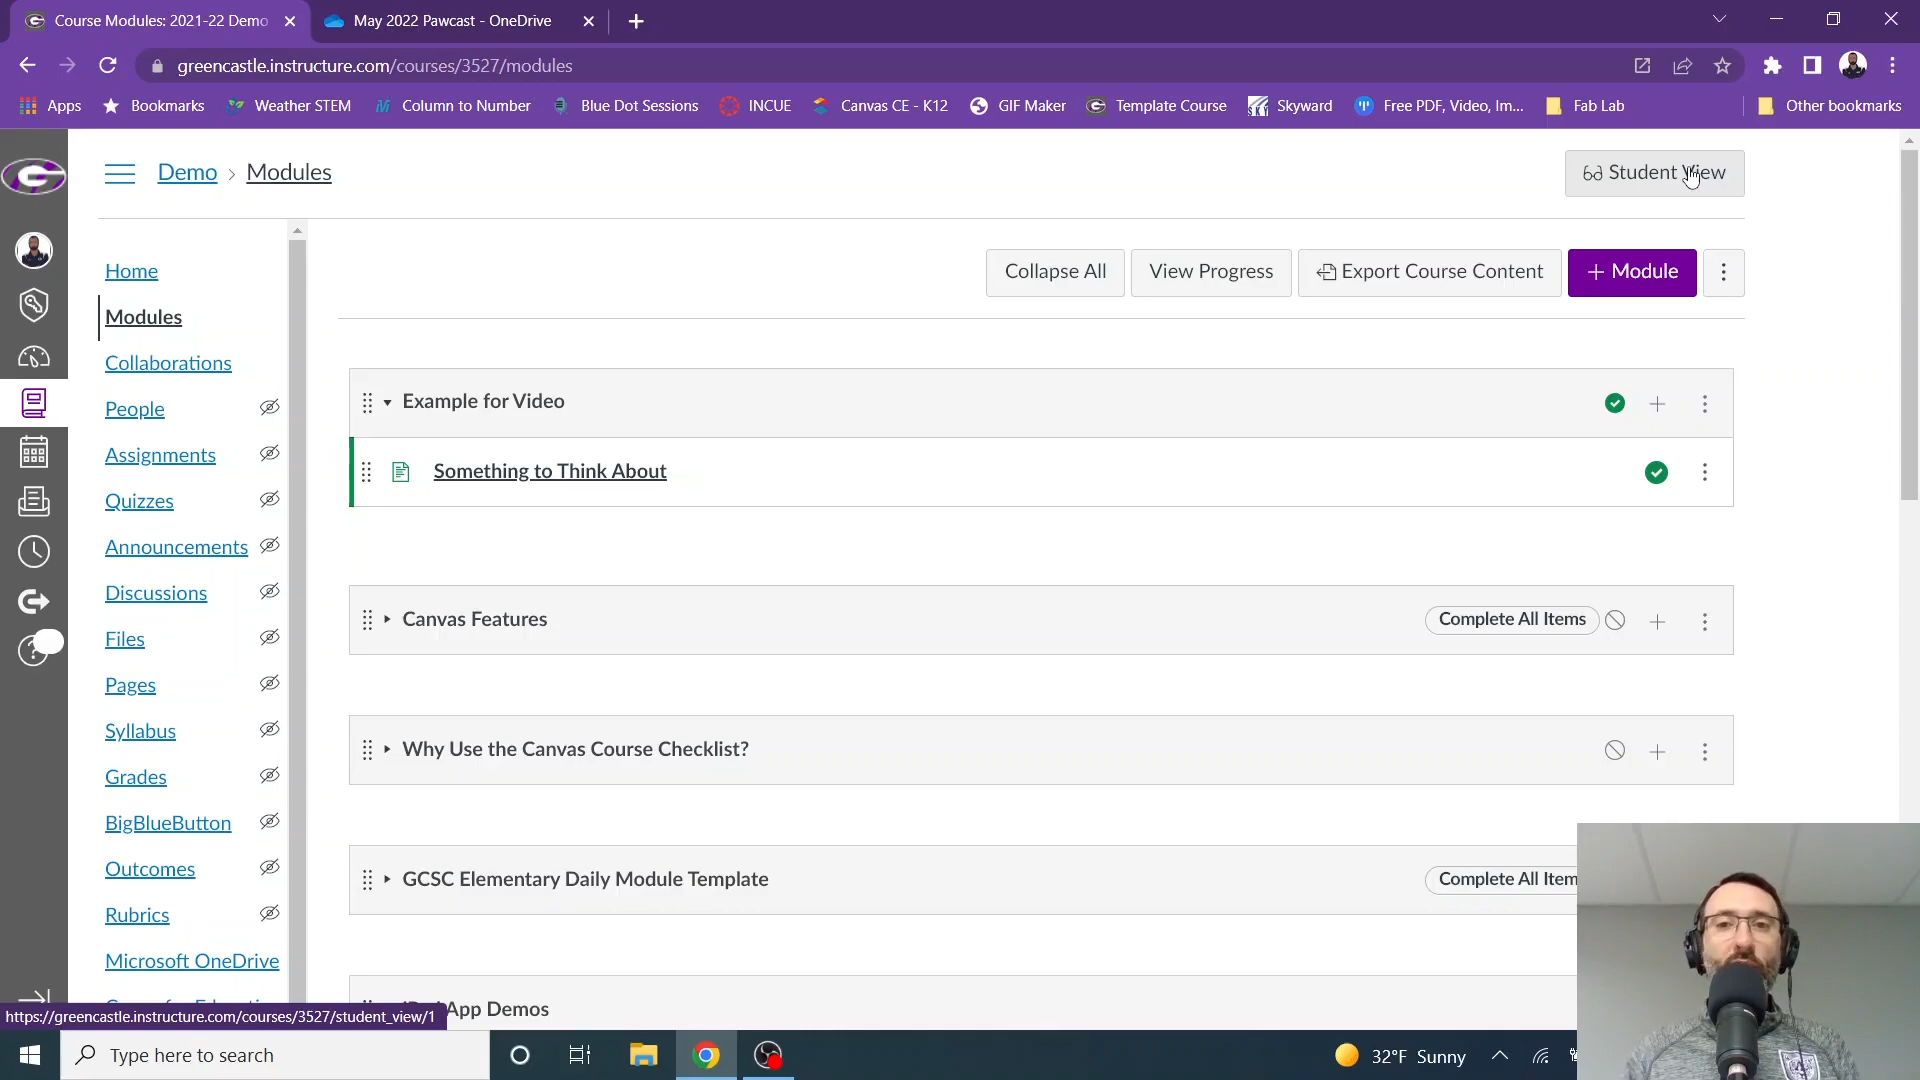 Course Modules: 2021-22 Demo
May 2022 Pawcast - OneDrive
greencastle.instructure.com/courses/3527/modules
Apps
Bookmarks
Weather STEM
Column to Number
Blue Dot Sessions
INCUE
Canvas CE - K12
GIF Maker
Template Course
Skyward
Free PDF, Video, Im...
Fab Lab
Other bookmarks
Demo > Modules
Student View
Collapse All
View Progress
Export Course Content
+ Module
Home
Modules
Collaborations
People
Assignments
Quizzes
Announcements
Discussions
Files
Pages
Syllabus
Grades
BigBlueButton
Outcomes
Rubrics
Microsoft OneDrive
Example for Video
Something to Think About
Canvas Features
Complete All Items
Why Use the Canvas Course Checklist?
GCSC Elementary Daily Module Template
Complete All Item
App Demos
https://greencastle.instructure.com/courses/3527/student_view/1
Type here to search
32°F Sunny